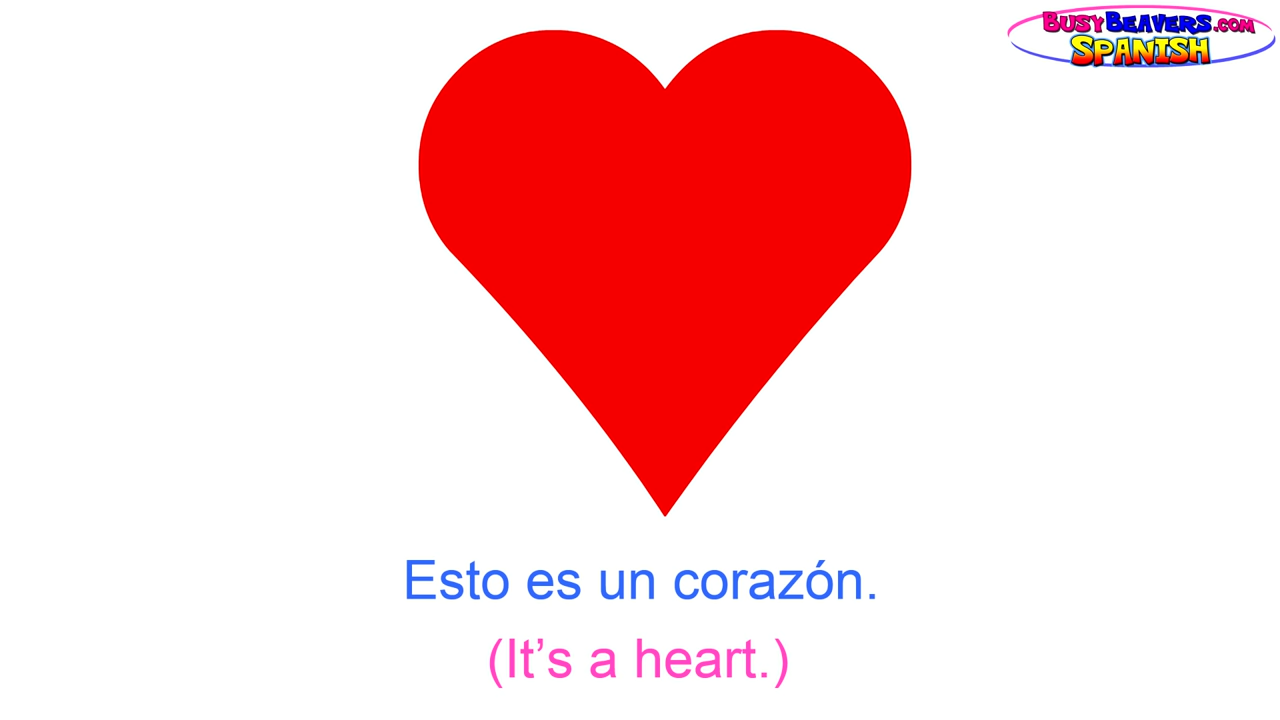 BUSYBEAVERS.COM
SPANISH
Esto es un corazón.
(It’s a heart.)